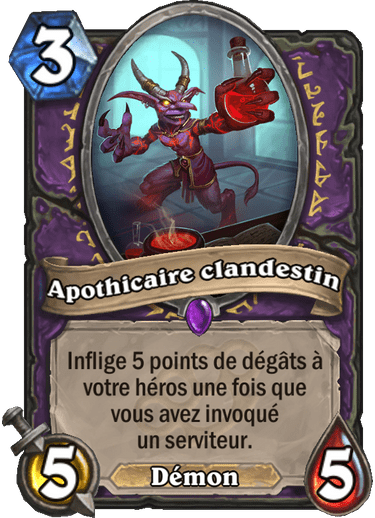 3
Apothicaire clandestin
Inflige 5 points de dégâts à
votre héros une fois que
vous avez invoqué
un serviteur.
5
Démon
5